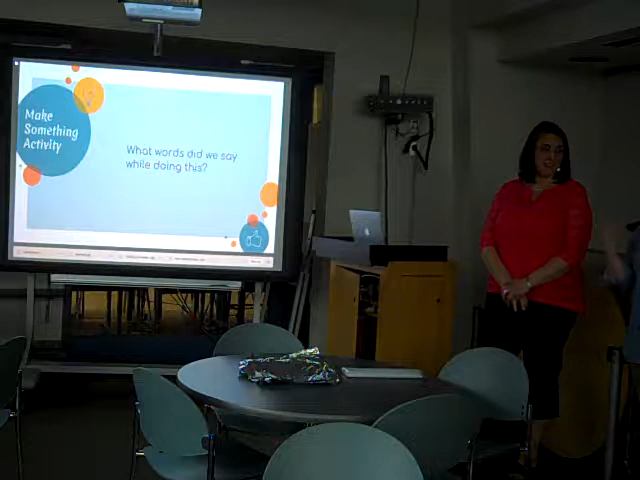 Make
Something
Activity
What words did we say
while doing this?